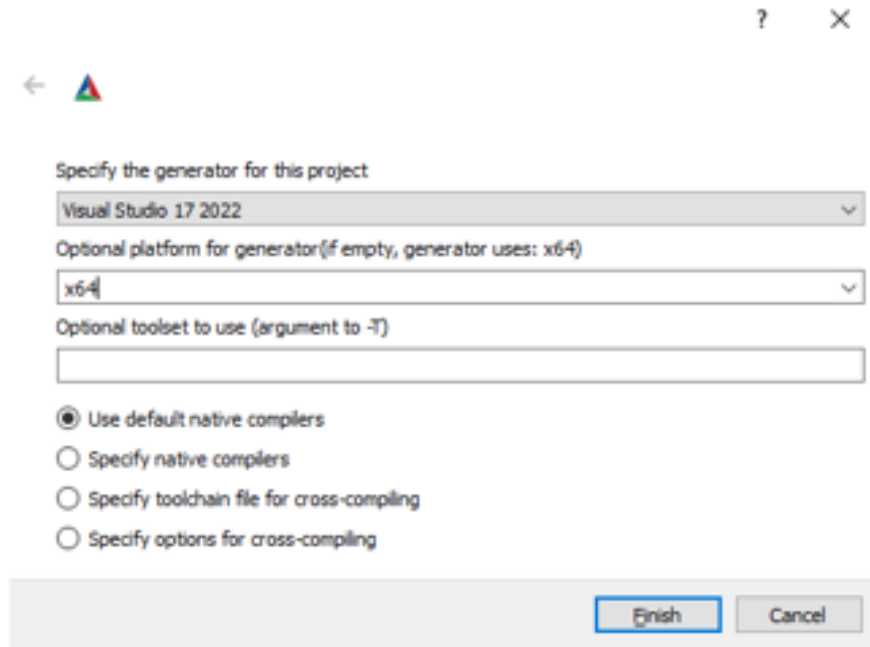 ?
Specify the generator for this project
Visual Studio 17 2022
Optional platform for generator(if empty, generator uses: x64)
x64
Optional toolset to use (argument to -T)
Use default native compilers
Specify native compilers
Specify toolchain file for cross-compiling
Specify options for cross-compiling
Finish Cancel